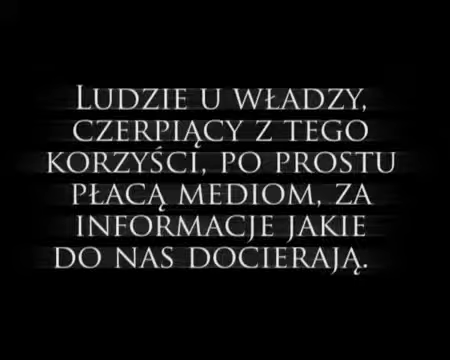 Ludzie u władzy,
czerpiący z tego
korzyści, po prostu
płacą mediom, za
informacje jakie
do nas docierają.